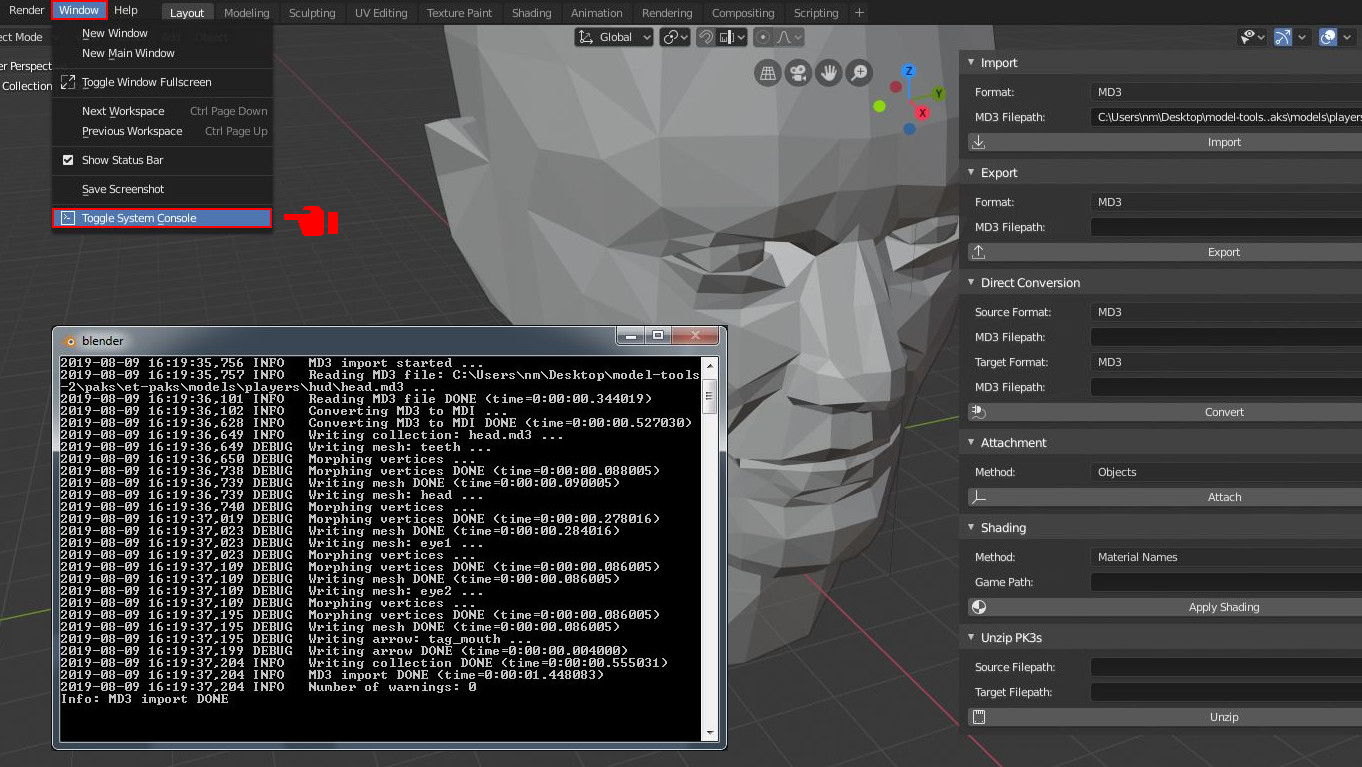 Render Window Help Layout Modeling Sculpting UV Editing Texture Paint Shading Animation Rendering Compositing Scripting +
ect Mode
Global
er Perspect
Collection
New Window
New Main Window
Toggle Window Fullscreen
Next Workspace Ctrl Page Down
Previous Workspace Ctrl Page Up
Show Status Bar
Save Screenshot
Toggle System Console
Z
Y
X
Import
Format: MD3
MD3 Filepath: C:\Users\nm\Desktop\model-tools..aks\models\players
Import
Export
Format: MD3
MD3 Filepath:
Export
Direct Conversion
Source Format: MD3
MD3 Filepath:
Target Format: MD3
MD3 Filepath:
Convert
Attachment
Method: Objects
Attach
Shading
Method: Material Names
Game Path:
Apply Shading
Unzip PK3s
Source Filepath:
Target Filepath:
Unzip
blender
2019-08-09 16:19:35,756 INFO MD3 import started ...
2019-08-09 16:19:35,757 INFO Reading MD3 file: C:\Users\nm\Desktop\model-tools
-2\paks\et-paks\models\players\hud\head.md3 ...
2019-08-09 16:19:36,101 INFO Reading MD3 file DONE (time=0:00:00.344019)
2019-08-09 16:19:36,102 INFO Converting MD3 to MDI ...
2019-08-09 16:19:36,628 INFO Converting MD3 to MDI DONE (time=0:00:00.527030)
2019-08-09 16:19:36,649 INFO Writing collection: head.md3 ...
2019-08-09 16:19:36,649 DEBUG Writing mesh: teeth ...
2019-08-09 16:19:36,650 DEBUG Morphing vertices ...
2019-08-09 16:19:36,738 DEBUG Morphing vertices DONE (time=0:00:00.088005)
2019-08-09 16:19:36,739 DEBUG Writing mesh DONE (time=0:00:00.090005)
2019-08-09 16:19:36,739 DEBUG Writing mesh: head ...
2019-08-09 16:19:36,740 DEBUG Morphing vertices ...
2019-08-09 16:19:37,019 DEBUG Morphing vertices DONE (time=0:00:00.278016)
2019-08-09 16:19:37,023 DEBUG Writing mesh DONE (time=0:00:00.284016)
2019-08-09 16:19:37,023 DEBUG Writing mesh: eye1 ...
2019-08-09 16:19:37,023 DEBUG Morphing vertices ...
2019-08-09 16:19:37,109 DEBUG Morphing vertices DONE (time=0:00:00.086005)
2019-08-09 16:19:37,109 DEBUG Writing mesh DONE (time=0:00:00.086005)
2019-08-09 16:19:37,109 DEBUG Writing mesh: eye2 ...
2019-08-09 16:19:37,109 DEBUG Morphing vertices ...
2019-08-09 16:19:37,195 DEBUG Morphing vertices DONE (time=0:00:00.086005)
2019-08-09 16:19:37,195 DEBUG Writing mesh DONE (time=0:00:00.086005)
2019-08-09 16:19:37,195 DEBUG Writing arrow: tag_mouth ...
2019-08-09 16:19:37,199 DEBUG Writing arrow DONE (time=0:00:00.004000)
2019-08-09 16:19:37,204 INFO Writing collection DONE (time=0:00:00.555031)
2019-08-09 16:19:37,204 INFO MD3 import DONE (time=0:00:01.448083)
2019-08-09 16:19:37,204 INFO Number of warnings: 0
Info: MD3 import DONE